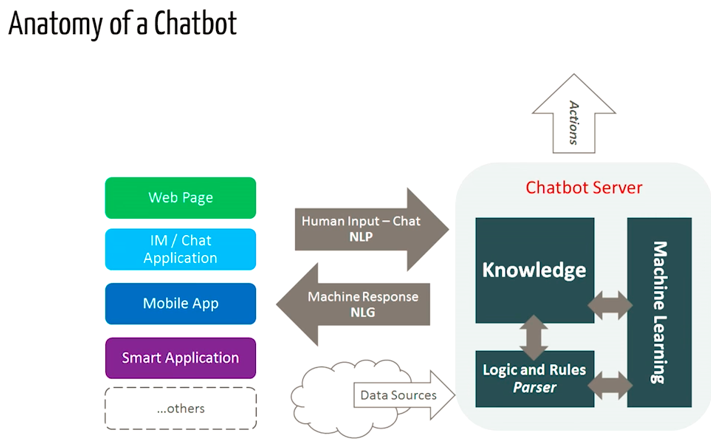 Anatomy of a Chatbot
Actions
Chatbot Server
Web Page
IM / Chat
Application
Mobile App
Smart Application
...others
Human Input – Chat
NLP
Machine Response
NLG
Data Sources
Knowledge
Logic and Rules
Parser
Machine Learning